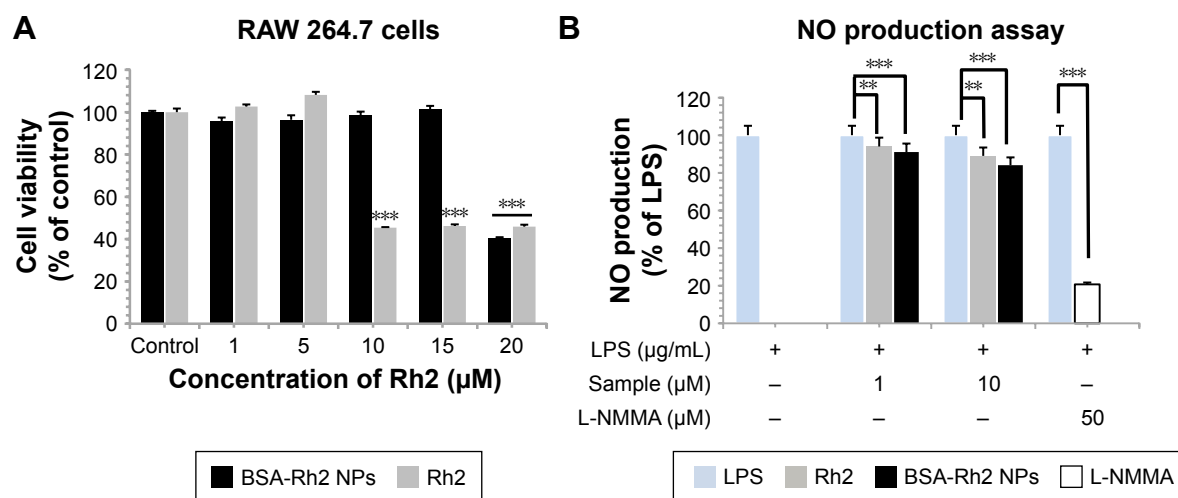 A
RAW 264.7 cells
Cell viability
(% of control)
120
100
80
60
40
20
0
***
***
***
Control 1 5 10 15 20
Concentration of Rh2 (µM)
BSA-Rh2 NPs Rh2
B
NO production assay
NO production
(% of LPS)
120
100
80
60
40
20
0
***
**
***
**
***
LPS (µg/mL) + + + +
Sample (µM) – 1 10 –
L-NMMA (µM) – – – 50
LPS Rh2 BSA-Rh2 NPs L-NMMA